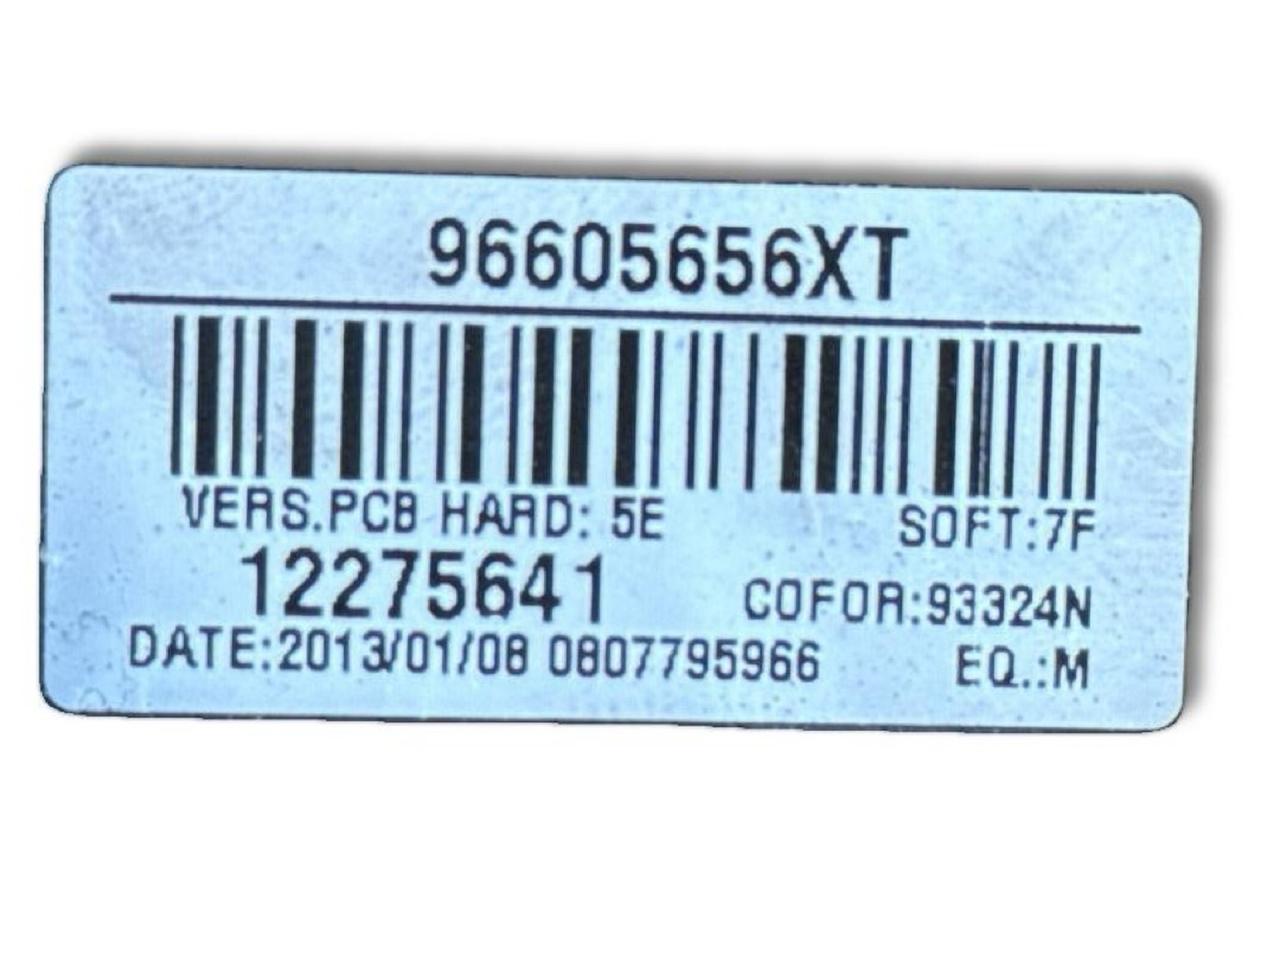 96605656XT
VERS.PCB HARD: 5E SOFT:7F
12275641 COFOR:93324N
DATE:2013/01/08 0807795966 EQ.:M